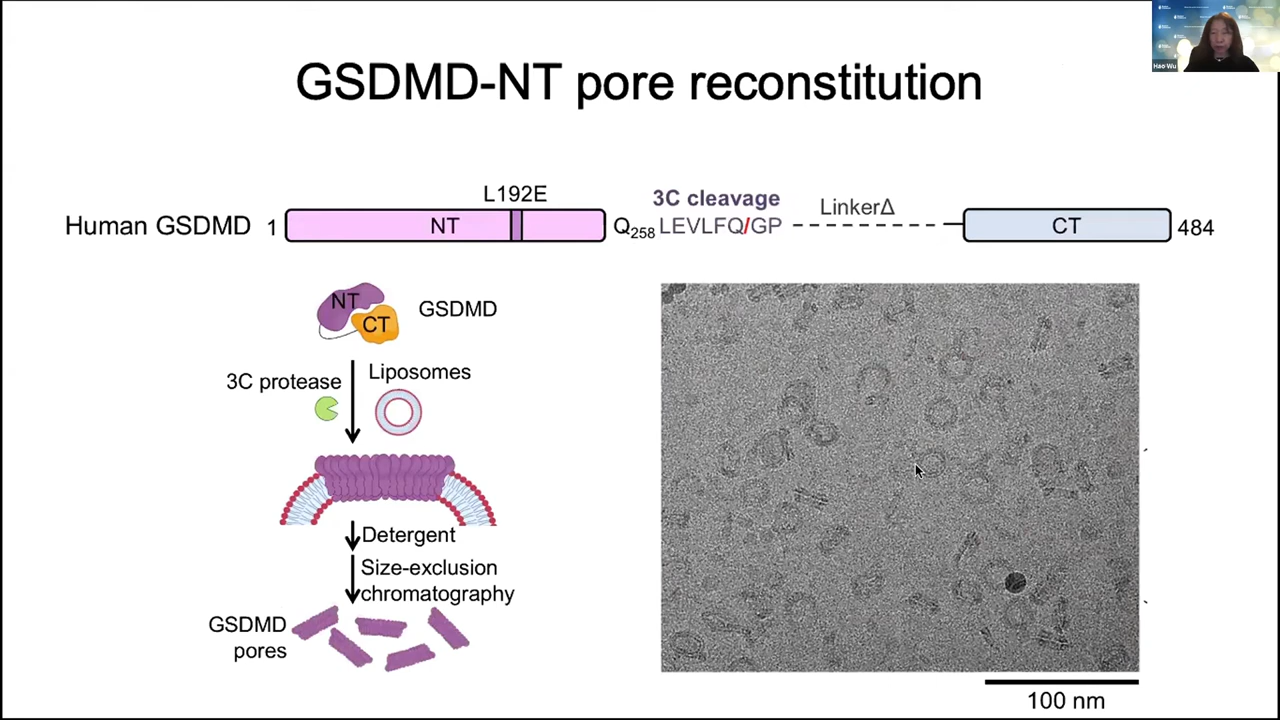 GSDMD-NT pore reconstitution
Hao Wu
L192E
3C cleavage
Human GSDMD 1 NT Q258 LEVLFQ/GP LinkerΔ CT 484
NT
CT
GSDMD
3C protease
Liposomes
Detergent
Size-exclusion
chromatography
GSDMD
pores
100 nm